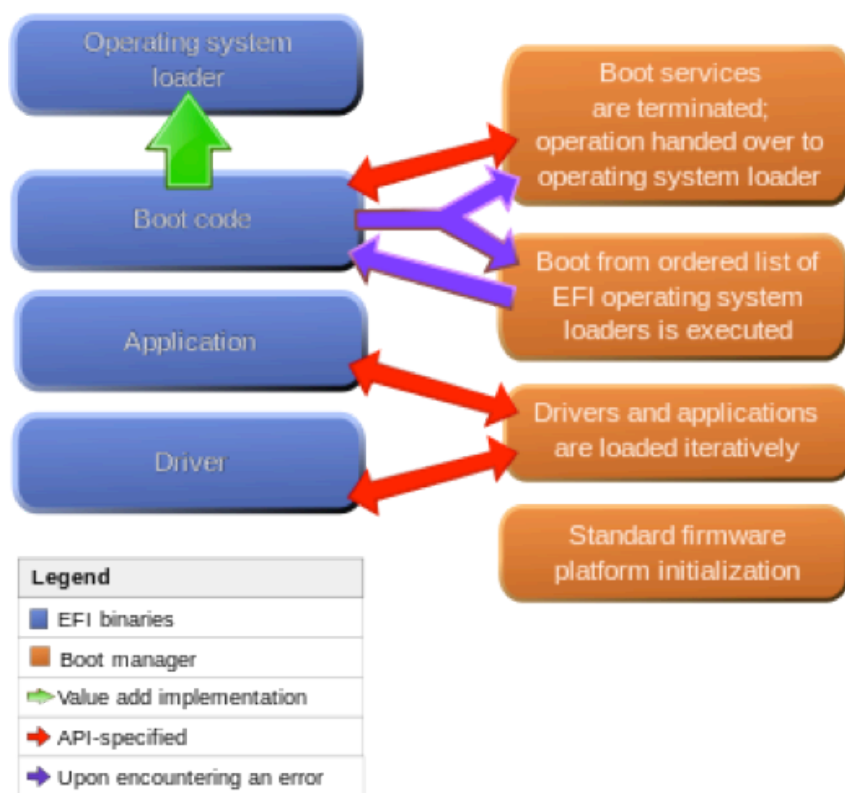 Operating system
loader
Boot services
are terminated;
operation handed over to
operating system loader
Boot code
Boot from ordered list of
EFI operating system
loaders is executed
Application
Drivers and applications
are loaded iteratively
Driver
Standard firmware
platform initialization
Legend
EFI binaries
Boot manager
Value add implementation
API-specified
Upon encountering an error